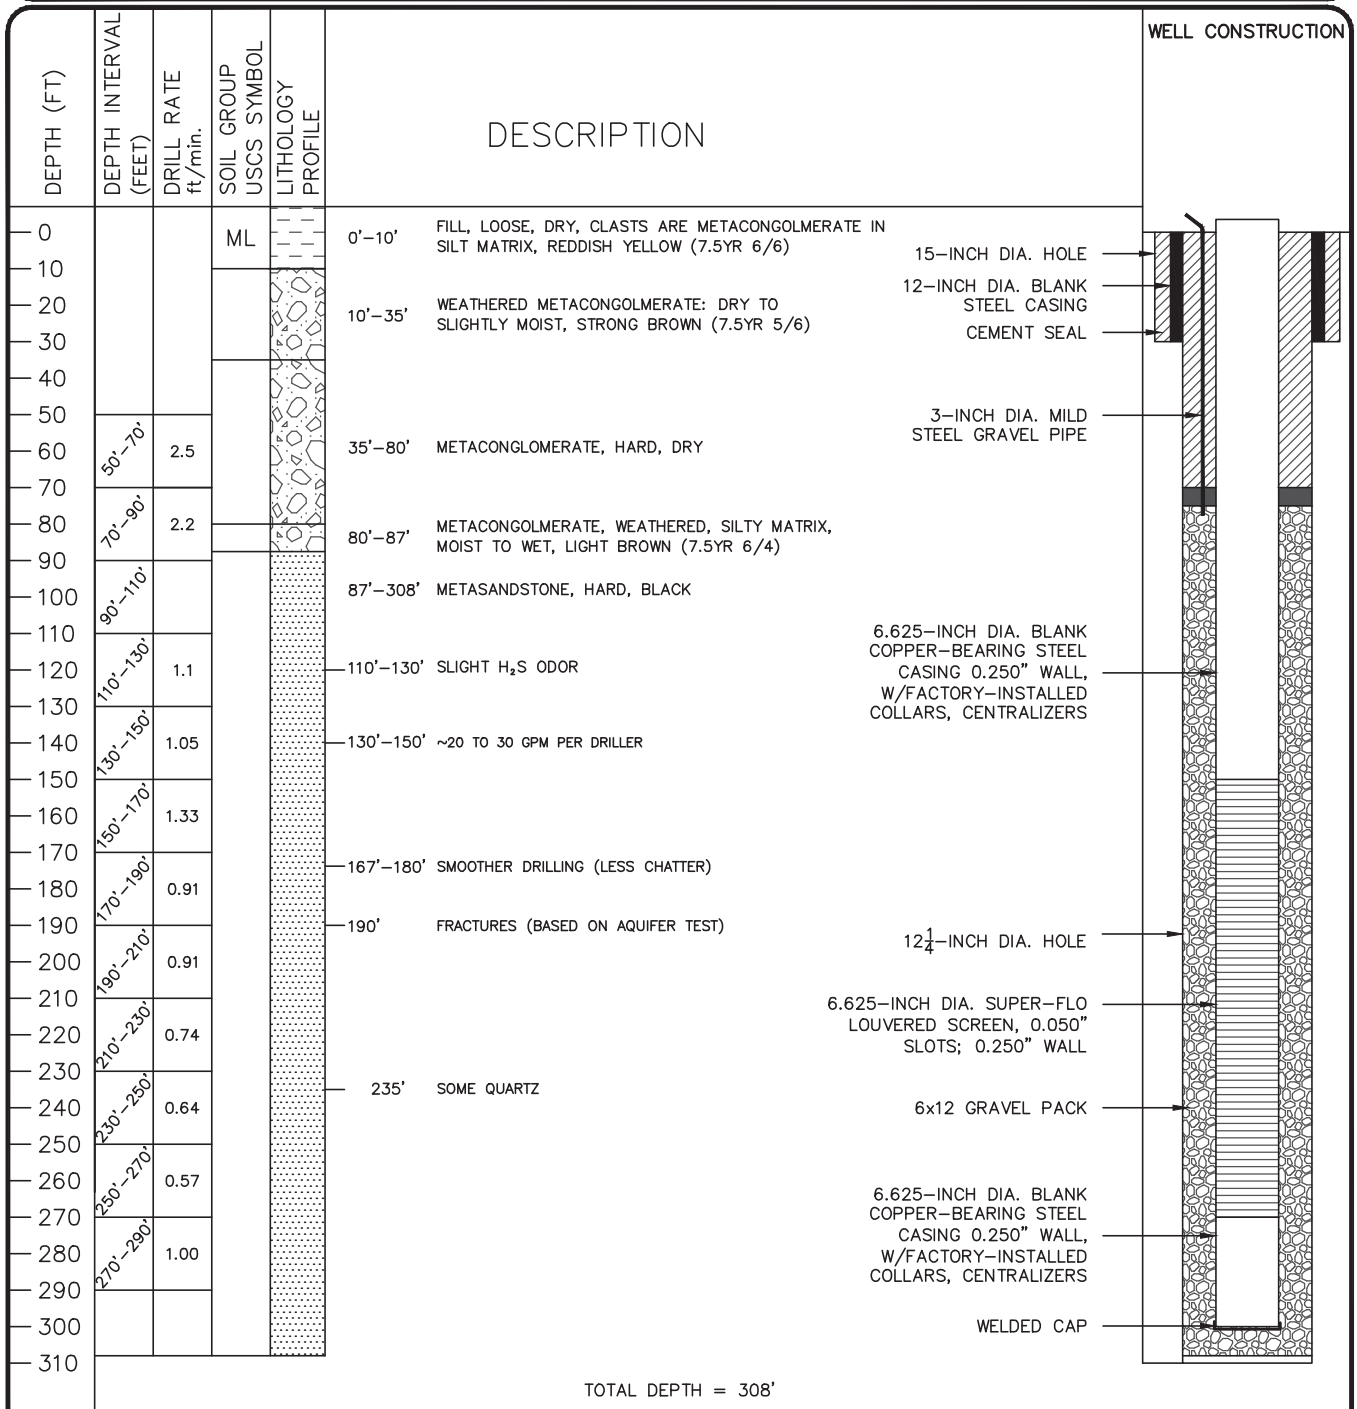 DEPTH (FT)
DEPTH INTERVAL
(FEET)
DRILL RATE
ft/min.
SOIL GROUP
USCS SYMBOL
LITHOLOGY
PROFILE
DESCRIPTION
WELL CONSTRUCTION
0
10
20
30
40
50
60
70
80
90
100
110
120
130
140
150
160
170
180
190
200
210
220
230
240
250
260
270
280
290
300
310
50'-70'
70'-90'
90'-110'
110'-130'
130'-150'
150'-170'
170'-190'
190'-210'
210'-230'
230'-250'
250'-270'
270'-290'
2.5
2.2
1.1
1.05
1.33
0.91
0.91
0.74
0.64
0.57
1.00
ML
0'-10' FILL, LOOSE, DRY, CLASTS ARE METACONGOLMERATE IN
SILT MATRIX, REDDISH YELLOW (7.5YR 6/6)
10'-35' WEATHERED METACONGOLMERATE: DRY TO
SLIGHTLY MOIST, STRONG BROWN (7.5YR 5/6)
35'-80' METACONGLOMERATE, HARD, DRY
80'-87' METACONGOLMERATE, WEATHERED, SILTY MATRIX,
MOIST TO WET, LIGHT BROWN (7.5YR 6/4)
87'-308' METASANDSTONE, HARD, BLACK
110'-130' SLIGHT H₂S ODOR
130'-150' ~20 TO 30 GPM PER DRILLER
167'-180' SMOOTHER DRILLING (LESS CHATTER)
190' FRACTURES (BASED ON AQUIFER TEST)
235' SOME QUARTZ
15-INCH DIA. HOLE
12-INCH DIA. BLANK
STEEL CASING
CEMENT SEAL
3-INCH DIA. MILD
STEEL GRAVEL PIPE
6.625-INCH DIA. BLANK
COPPER-BEARING STEEL
CASING 0.250" WALL,
W/FACTORY-INSTALLED
COLLARS, CENTRALIZERS
12 1/4-INCH DIA. HOLE
6.625-INCH DIA. SUPER-FLO
LOUVERED SCREEN, 0.050"
SLOTS; 0.250" WALL
6x12 GRAVEL PACK
6.625-INCH DIA. BLANK
COPPER-BEARING STEEL
CASING 0.250" WALL,
W/FACTORY-INSTALLED
COLLARS, CENTRALIZERS
WELDED CAP
TOTAL DEPTH = 308'